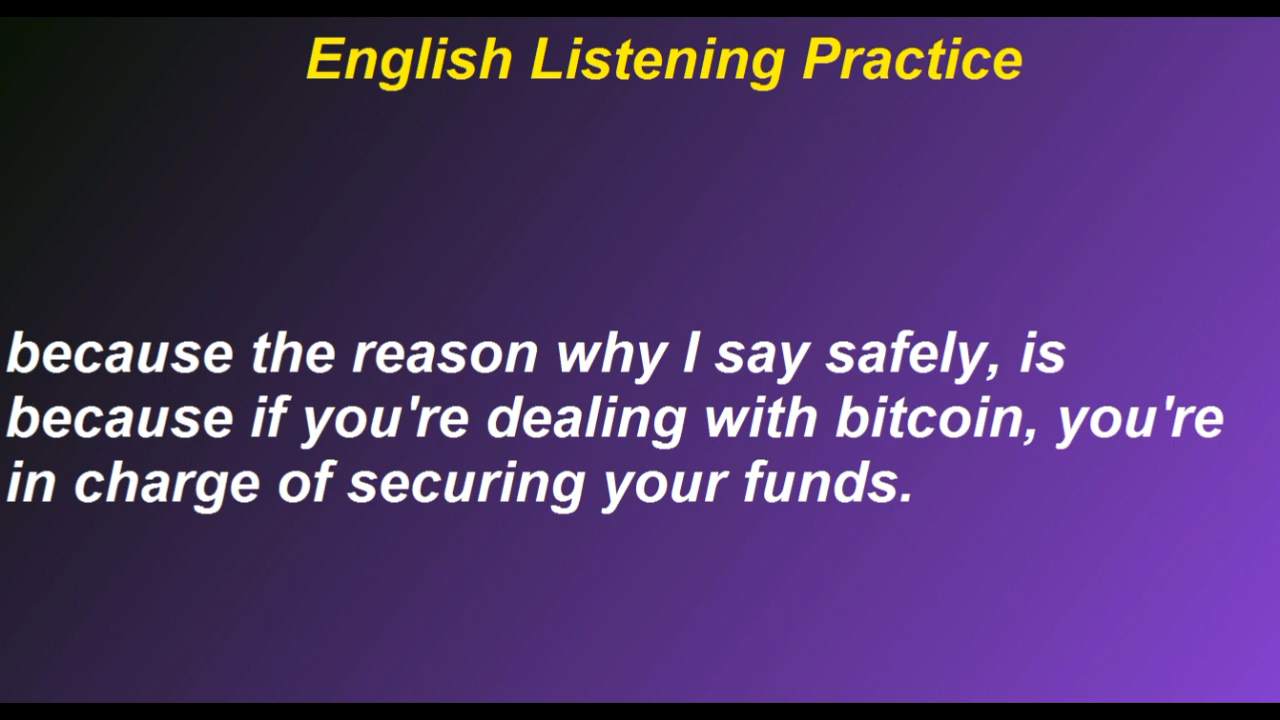 English Listening Practice
because the reason why I say safely, is
because if you're dealing with bitcoin, you're
in charge of securing your funds.